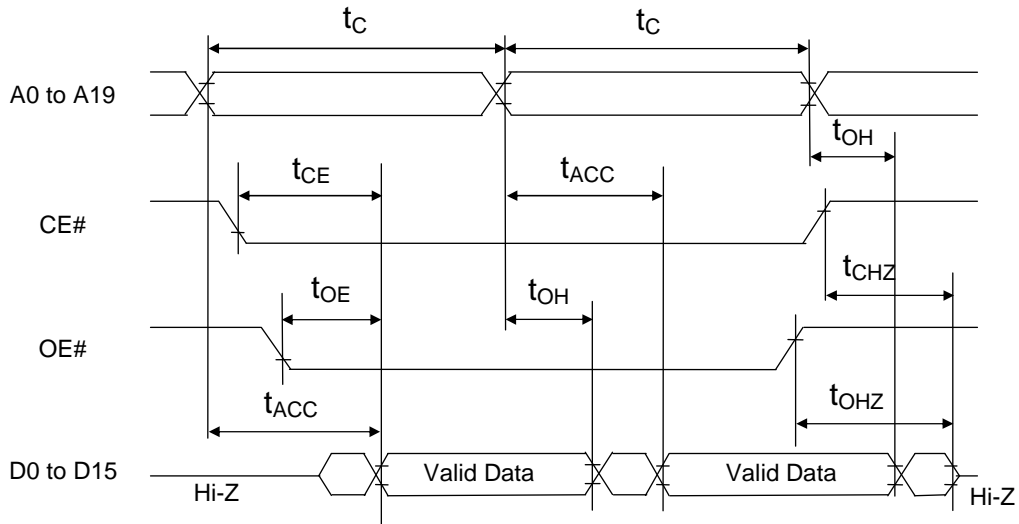 tC tC
A0 to A19
tOH
tCE tACC
CE#
tCHZ
tOE tOH
OE#
tACC tOHZ
D0 to D15 Valid Data Valid Data
Hi-Z Hi-Z